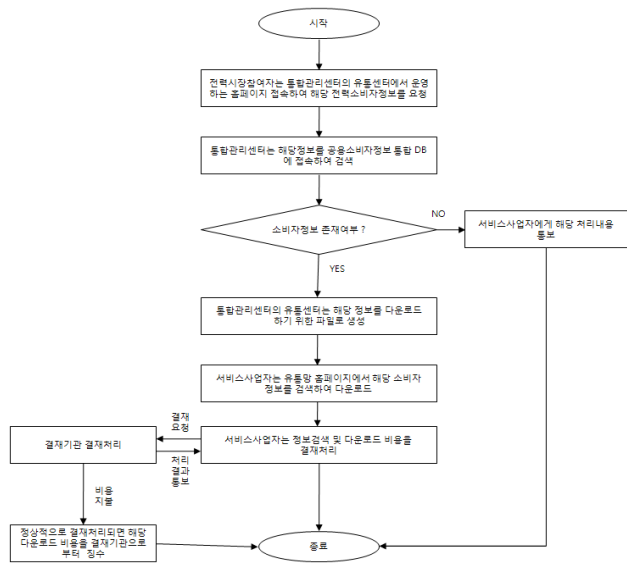 시작
전력시장참여자는 통합관리센터의 유통센터에서 운영
하는 홈페이지 접속하여 해당 전력소비자정보를 요청
통합관리센터는 해당정보를 공용소비자정보 통합 DB
에 접속하여 검색
소비자정보 존재여부 ?
NO
서비스사업자에게 해당 처리내용
통보
YES
통합관리센터의 유통센터는 해당 정보를 다운로드
하기 위한 파일로 생성
서비스사업자는 유통망 홈페이지에서 해당 소비자
정보를 검색하여 다운로드
결재
요청
결재기관 결재처리
서비스사업자는 정보검색 및 다운로드 비용을
결재처리
처리
결과
통보
비용
지불
정상적으로 결재처리되면 해당
다운로드 비용을 결재기관으로
부터 징수
종료